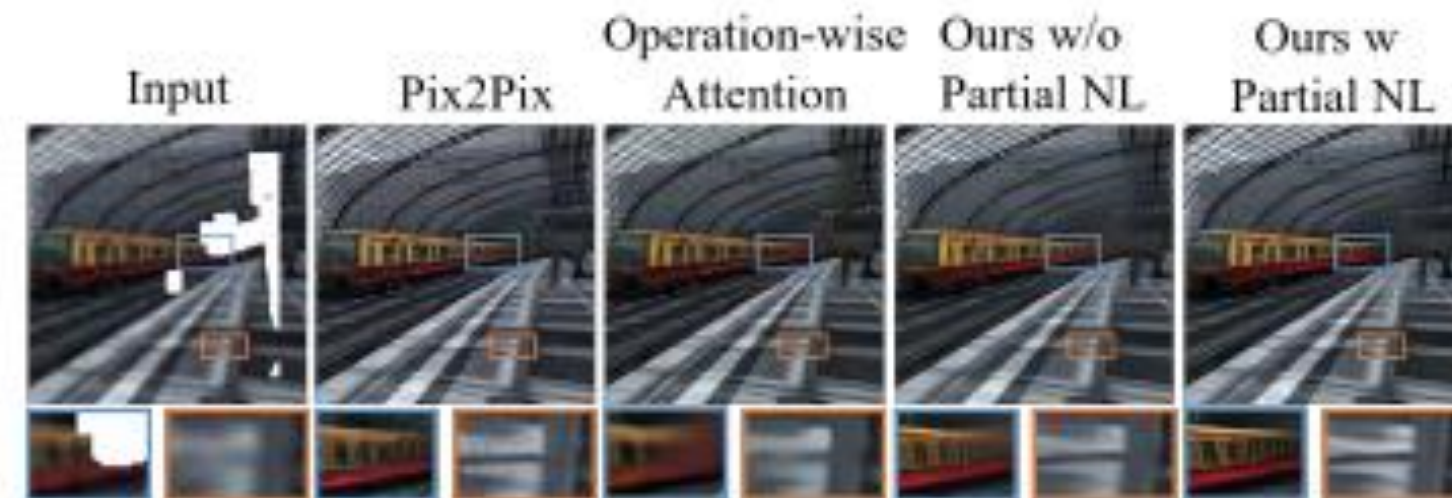 Input
Pix2Pix
Operation-wise
Attention
Ours w/o
Partial NL
Ours w
Partial NL